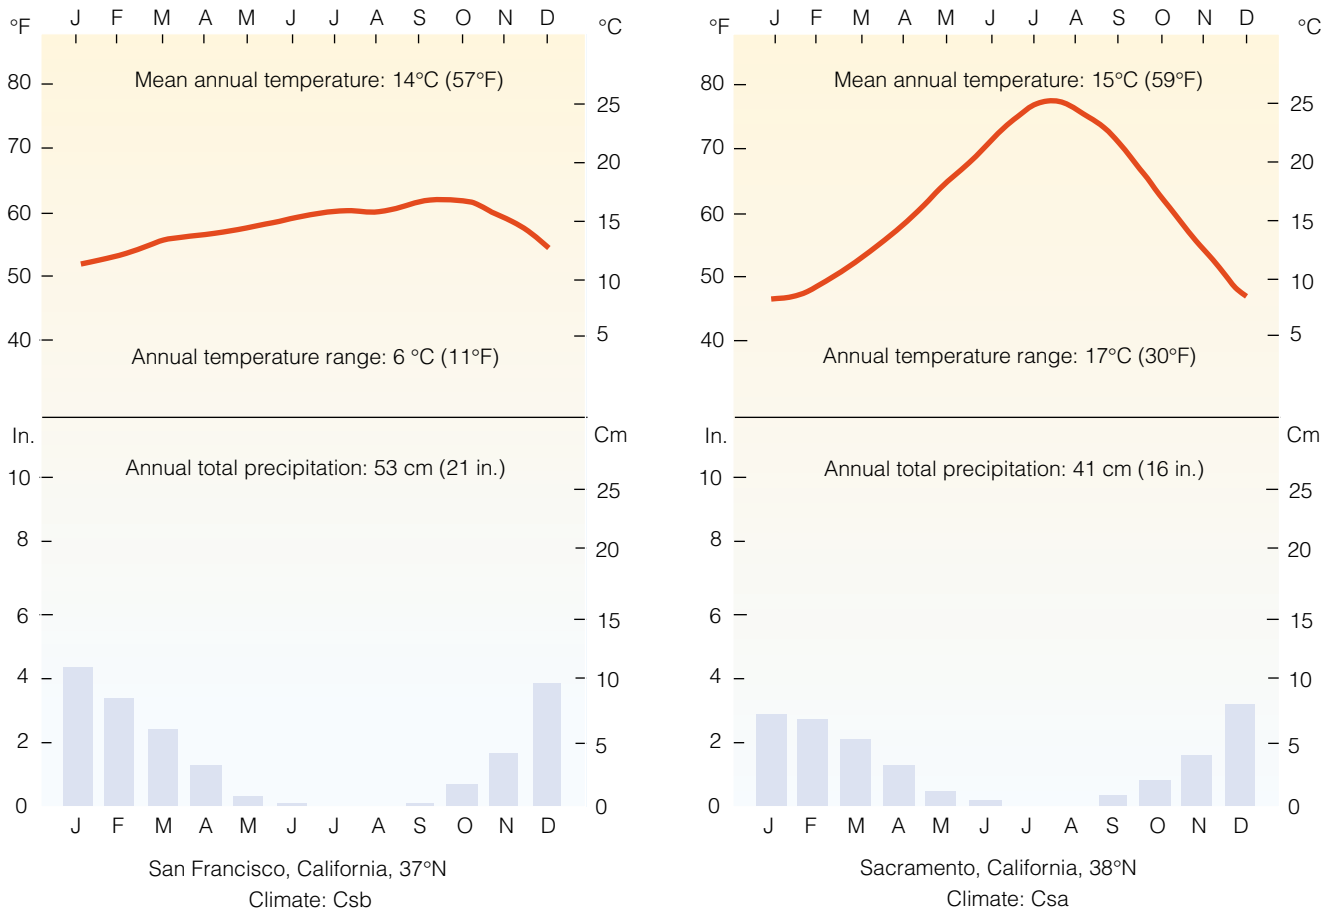 °F J F M A M J J A S O N D °C
Mean annual temperature: 14°C (57°F)
80
25
70
20
60
15
50
10
40
5
Annual temperature range: 6 °C (11°F)
In. Cm
Annual total precipitation: 53 cm (21 in.)
10
25
8
20
6
15
4
10
2
5
0 0
J F M A M J J A S O N D
San Francisco, California, 37°N
Climate: Csb
°F J F M A M J J A S O N D °C
Mean annual temperature: 15°C (59°F)
80
25
70
20
60
15
50
10
40
5
Annual temperature range: 17°C (30°F)
In. Cm
Annual total precipitation: 41 cm (16 in.)
10
25
8
20
6
15
4
10
2
5
0 0
J F M A M J J A S O N D
Sacramento, California, 38°N
Climate: Csa